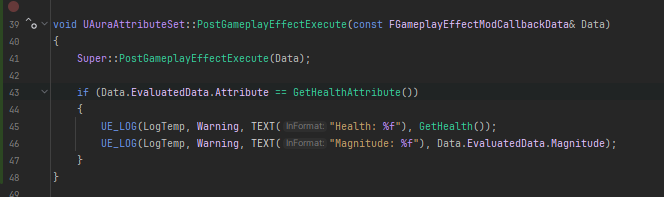 39 void UAuraAttributeSet::PostGameplayEffectExecute(const FGameplayEffectModCallbackData& Data)
40 {
41     Super::PostGameplayEffectExecute(Data);
42
43     if (Data.EvaluatedData.Attribute == GetHealthAttribute())
44     {
45         UE_LOG(LogTemp, Warning, TEXT( InFormat: "Health: %f"), GetHealth());
46         UE_LOG(LogTemp, Warning, TEXT( InFormat: "Magnitude: %f"), Data.EvaluatedData.Magnitude);
47     }
48 }
49